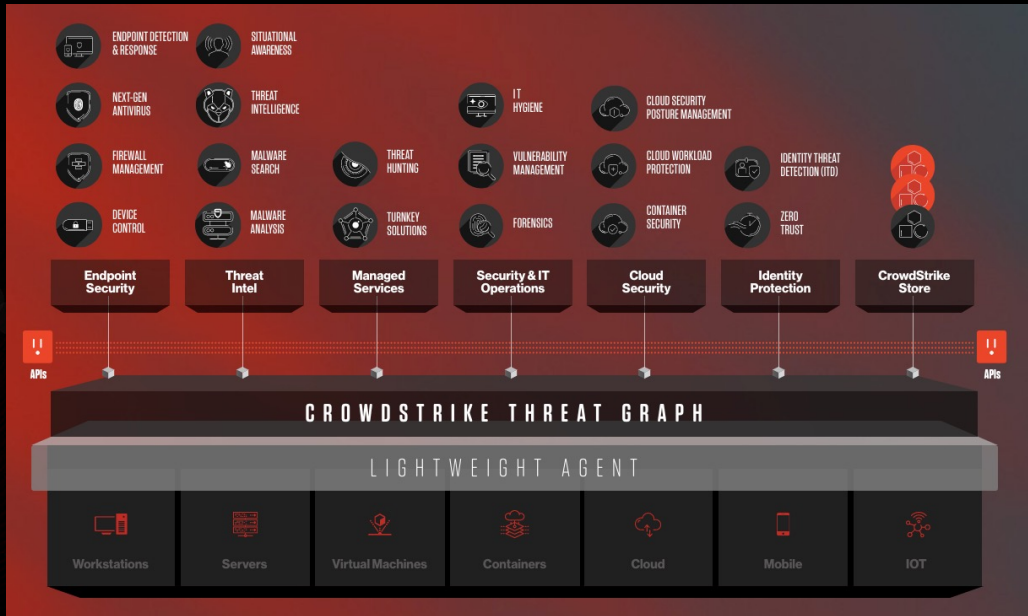 ENDPOINT DETECTION
& RESPONSE
SITUATIONAL
AWARENESS
NEXT-GEN
ANTIVIRUS
THREAT
INTELLIGENCE
IT
HYGIENE
CLOUD SECURITY
POSTURE MANAGEMENT
FIREWALL
MANAGEMENT
MALWARE
SEARCH
THREAT
HUNTING
VULNERABILITY
MANAGEMENT
CLOUD WORKLOAD
PROTECTION
IDENTITY THREAT
DETECTION (ITD)
DEVICE
CONTROL
MALWARE
ANALYSIS
TURNKEY
SOLUTIONS
FORENSICS
CONTAINER
SECURITY
ZERO
TRUST
Endpoint
Security
Threat
Intel
Managed
Services
Security & IT
Operations
Cloud
Security
Identity
Protection
CrowdStrike
Store
APIs
APIs
CROWDSTRIKE THREAT GRAPH
LIGHTWEIGHT AGENT
Workstations
Servers
Virtual Machines
Containers
Cloud
Mobile
IOT